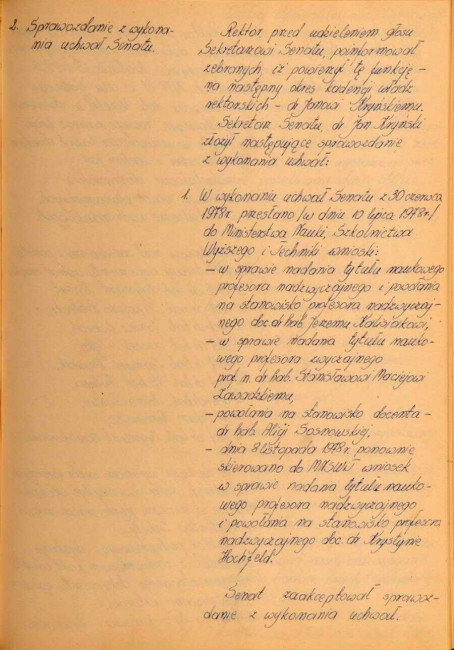 2. Sprawozdanie z wykona-
nia uchwał Senatu.
Rektor przed udzieleniem głosu
Sekretarzowi Senatu, poinformował
zebranych, iż powierzył tę funkcję -
na następny okres kadencji władz
rektorskich - dr Janowi Kryńskiemu.
Sekretarz Senatu, dr Jan Kryński
złożył następujące sprawozdanie
z wykonania uchwał:
1. W wykonaniu uchwał Senatu z 30 czerwca
1978r. przesłano /w dniu 10 lipca 1978r./
do Ministerstwa Nauki, Szkolnictwa
Wyższego i Techniki wnioski:
- w sprawie nadania tytułu naukowego
profesora nadzwyczajnego i powołania
na stanowisko profesora nadzwyczaj-
nego doc. dr hab. Jerzemu
- w sprawie nadania tytułu nauko-
wego profesora zwyczajnego
prof. n. dr hab. Stanisławowi Maciejowi
Zawadzkiemu,
- powołania na stanowisko docenta -
dr hab. Aligi Sosnowskiej,
- dnia 8 listopada 1978r. ponownie
skierowano do MNSWiT wniosek
w sprawie nadania tytułu nauko-
wego profesora nadzwyczajnego
i powołania na stanowisko profesora
nadzwyczajnego doc. dr Krystynie
Hochfeld.
Senat zaakceptował sprawoz-
danie z wykonania uchwał.